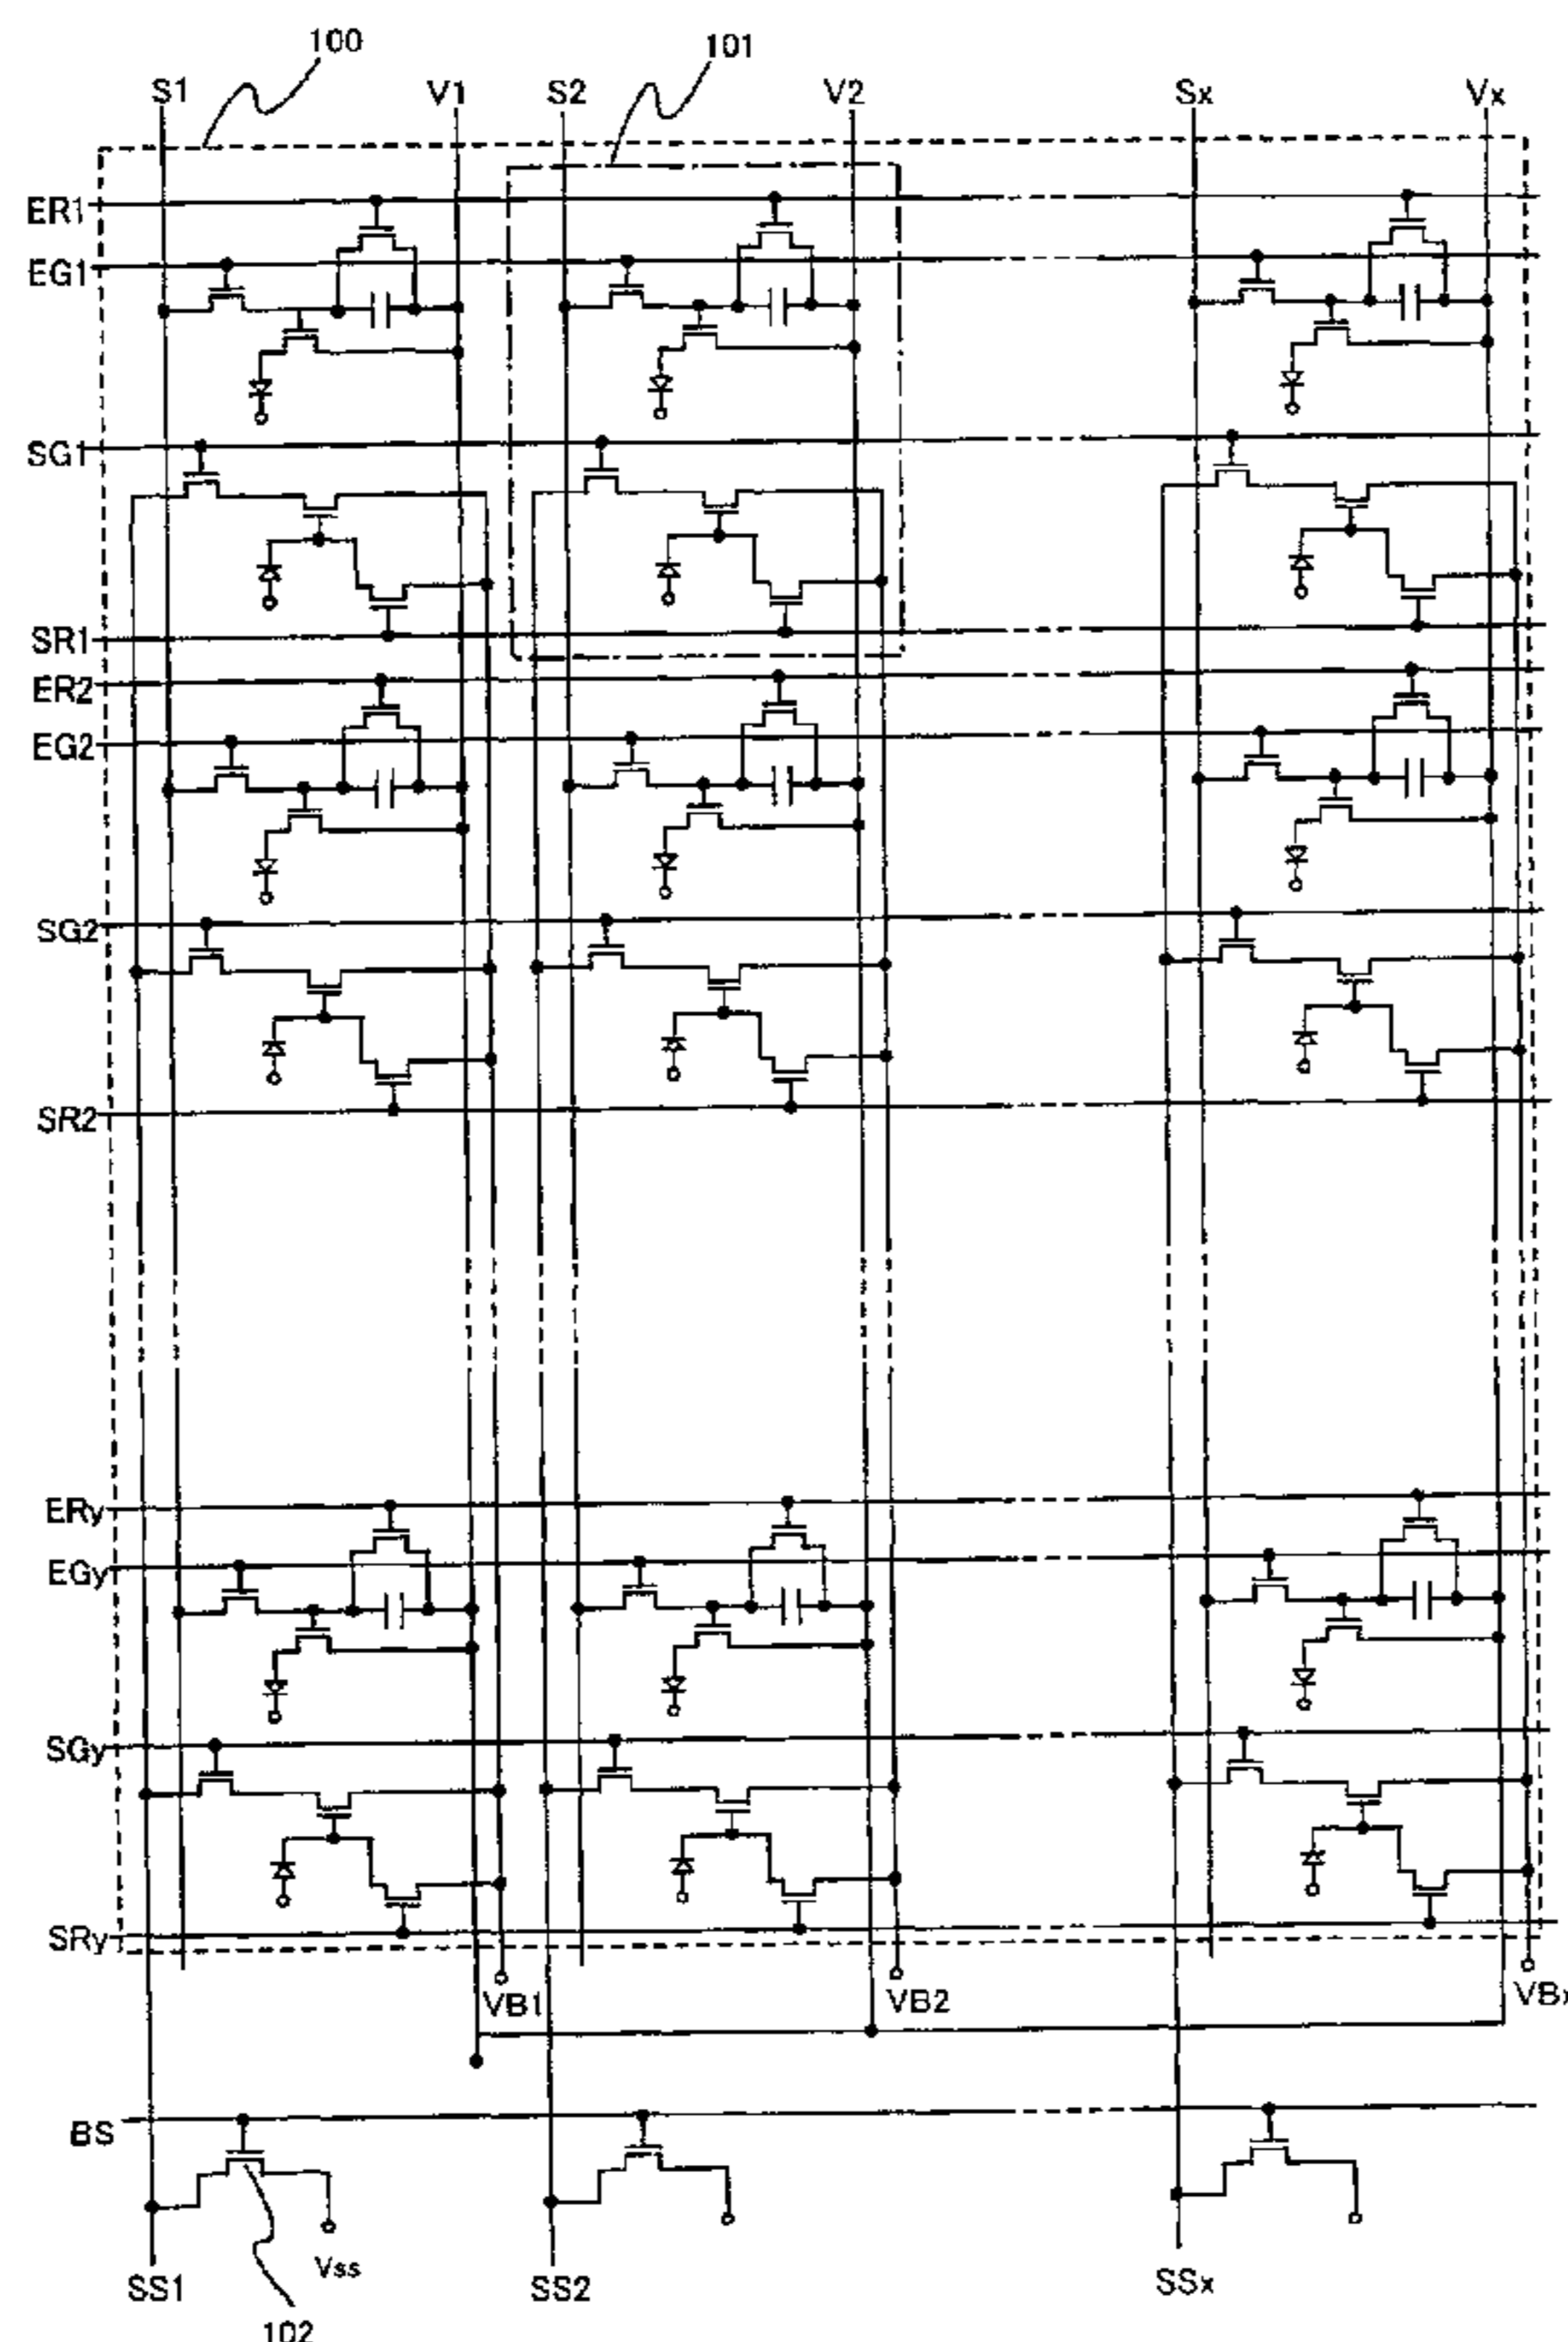 100
101
S1 V1 S2 V2 Sx Vx
ER1
EG1
SG1
SR1
ER2
EG2
SG2
SR2
ERy
EGy
SGy
SRy
VB1 VB2 VBx
BS
Vss
SS1 SS2 SSx
102